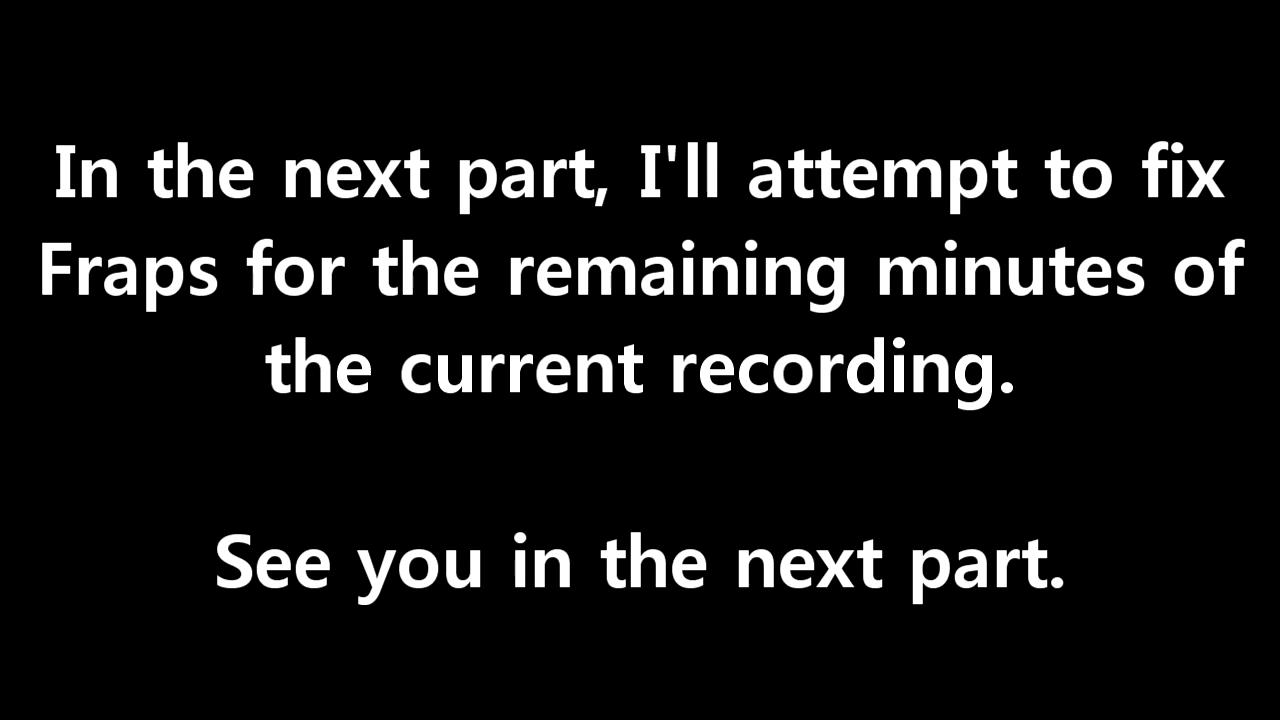 In the next part, I'll attempt to fix
Fraps for the remaining minutes of
the current recording.
See you in the next part.